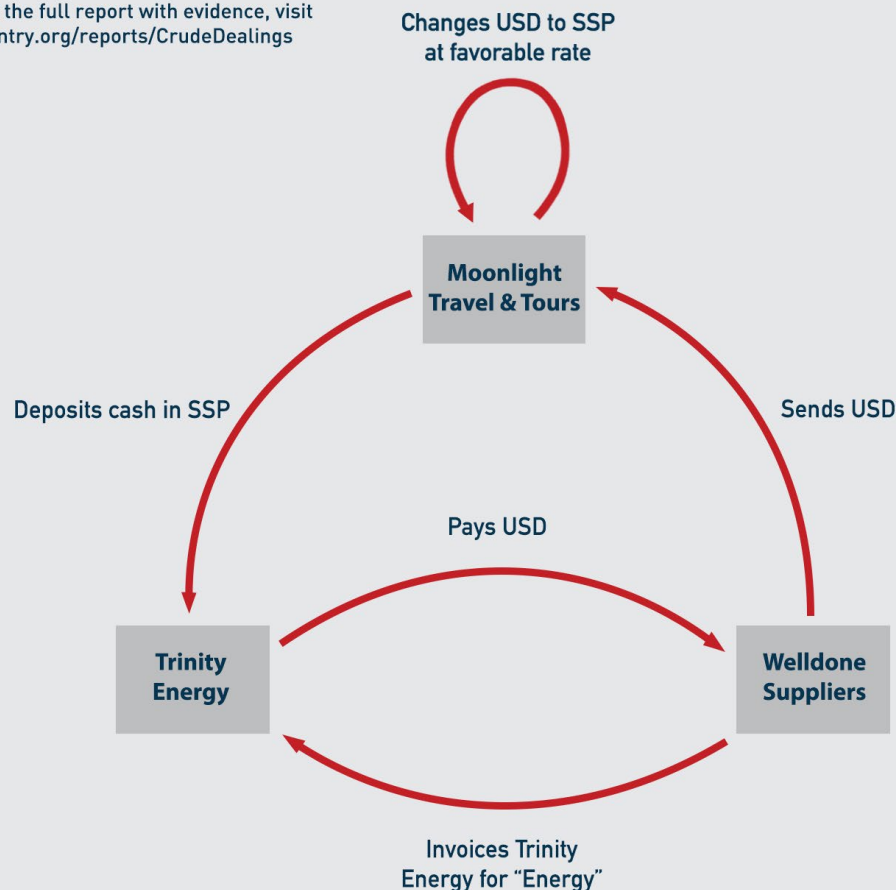 the full report with evidence, visit
ntry.org/reports/CrudeDealings
Changes USD to SSP
at favorable rate
Moonlight
Travel & Tours
Deposits cash in SSP
Sends USD
Pays USD
Trinity
Energy
Welldone
Suppliers
Invoices Trinity
Energy for “Energy”